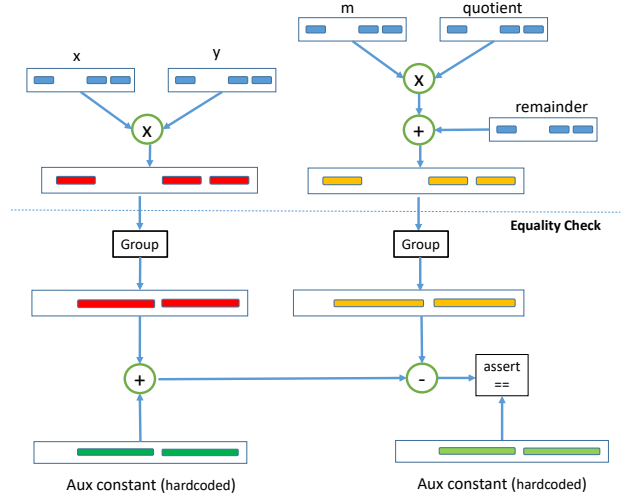 m
quotient
x
y
x
x
+
remainder
Equality Check
Group
Group
+
-
assert
==
Aux constant (hardcoded)
Aux constant (hardcoded)